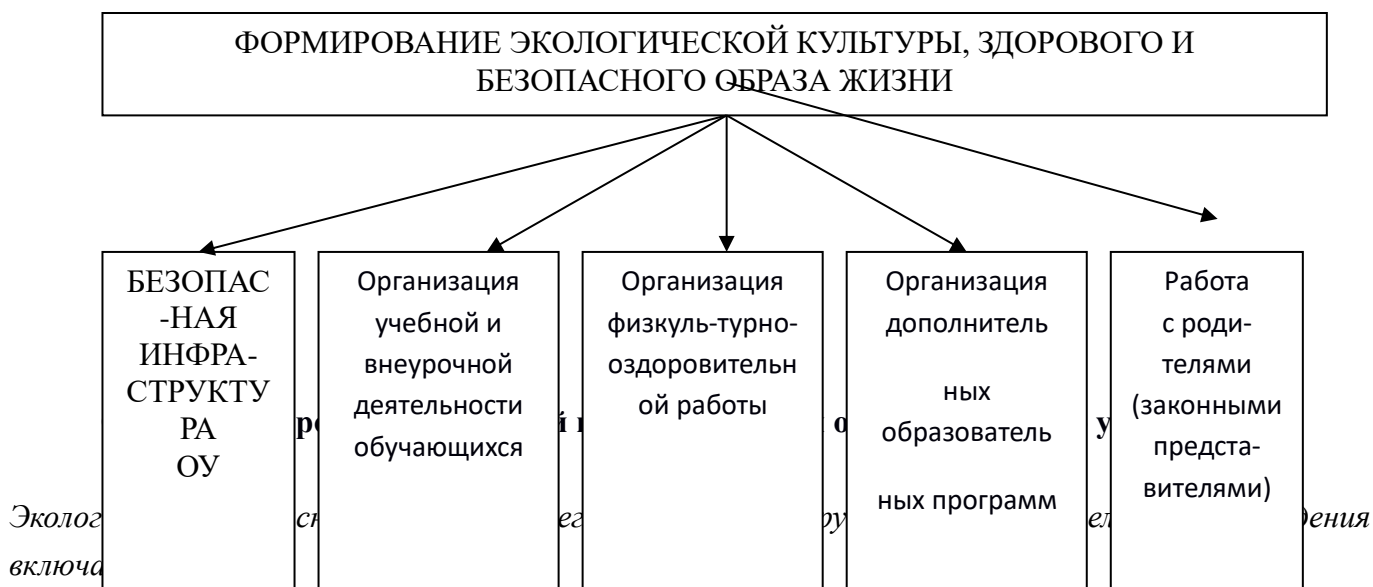 ФОРМИРОВАНИЕ ЭКОЛОГИЧЕСКОЙ КУЛЬТУРЫ, ЗДОРОВОГО И
БЕЗОПАСНОГО ОБРАЗА ЖИЗНИ
БЕЗОПАС
-НАЯ
ИНФРА-
СТРУКТУ
РА
ОУ
Организация
учебной и
внеурочной
деятельности
обучающихся
Организация
физкуль-турно-
оздоровительн
ой работы
Организация
дополнитель
ных
образователь
ных программ
Работа
с роди-
телями
(законными
предста-
вителями)